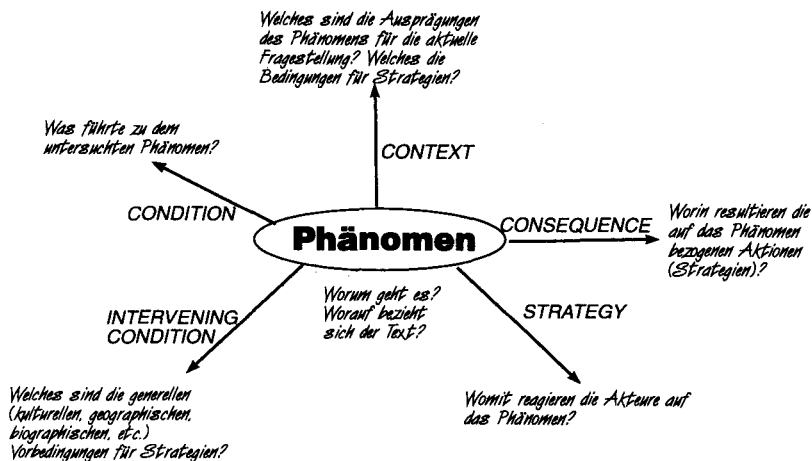 Welches sind die Ausprägungen
des Phänomens für die aktuelle
Fragestellung? Welches die
Bedingungen für Strategien?
Was führte zu dem
untersuchten Phänomen?
CONTEXT
CONDITION
Phänomen
CONSEQUENCE
Worin resultieren die
auf das Phänomen
bezogenen Aktionen
(Strategien)?
Worum geht es?
Worauf bezieht
sich der Text?
INTERVENING
CONDITION
STRATEGY
Welches sind die generellen
(kulturellen, geographischen,
biographischen, etc.)
Vorbedingungen für Strategien?
Womit reagieren die Akteure auf
das Phänomen?